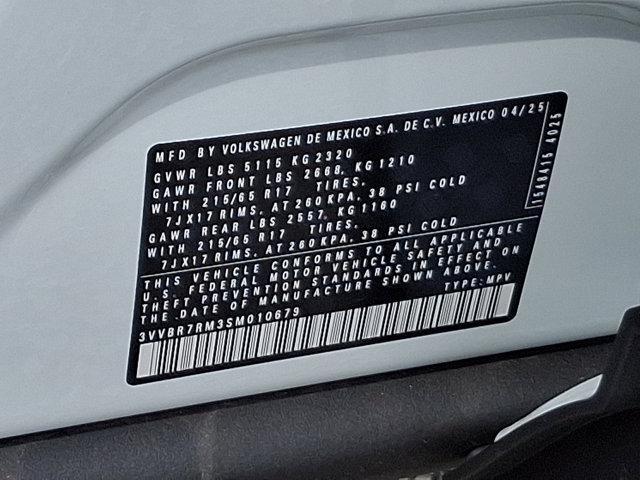 MFD BY VOLKSWAGEN DE MEXICO S.A. DE C.V. MEXICO 04/25
GVWR LBS 5115 KG 2320
GAWR FRONT LBS 2668, KG 1210
WITH 215/65 R17 TIRES,
7JX17 RIMS, AT 260 KPA, 38 PSI COLD
GAWR REAR LBS 2557, KG 1160
WITH 215/65 R17 TIRES,
7JX17 RIMS, AT 260 KPA, 38 PSI COLD
THIS VEHICLE CONFORMS TO ALL APPLICABLE
U.S. FEDERAL MOTOR VEHICLE SAFETY AND
THEFT PREVENTION STANDARDS IN EFFECT ON
THE DATE OF MANUFACTURE SHOWN ABOVE.
TYPE: MPV
3VVBR7RM3SM010679
1548415 4025